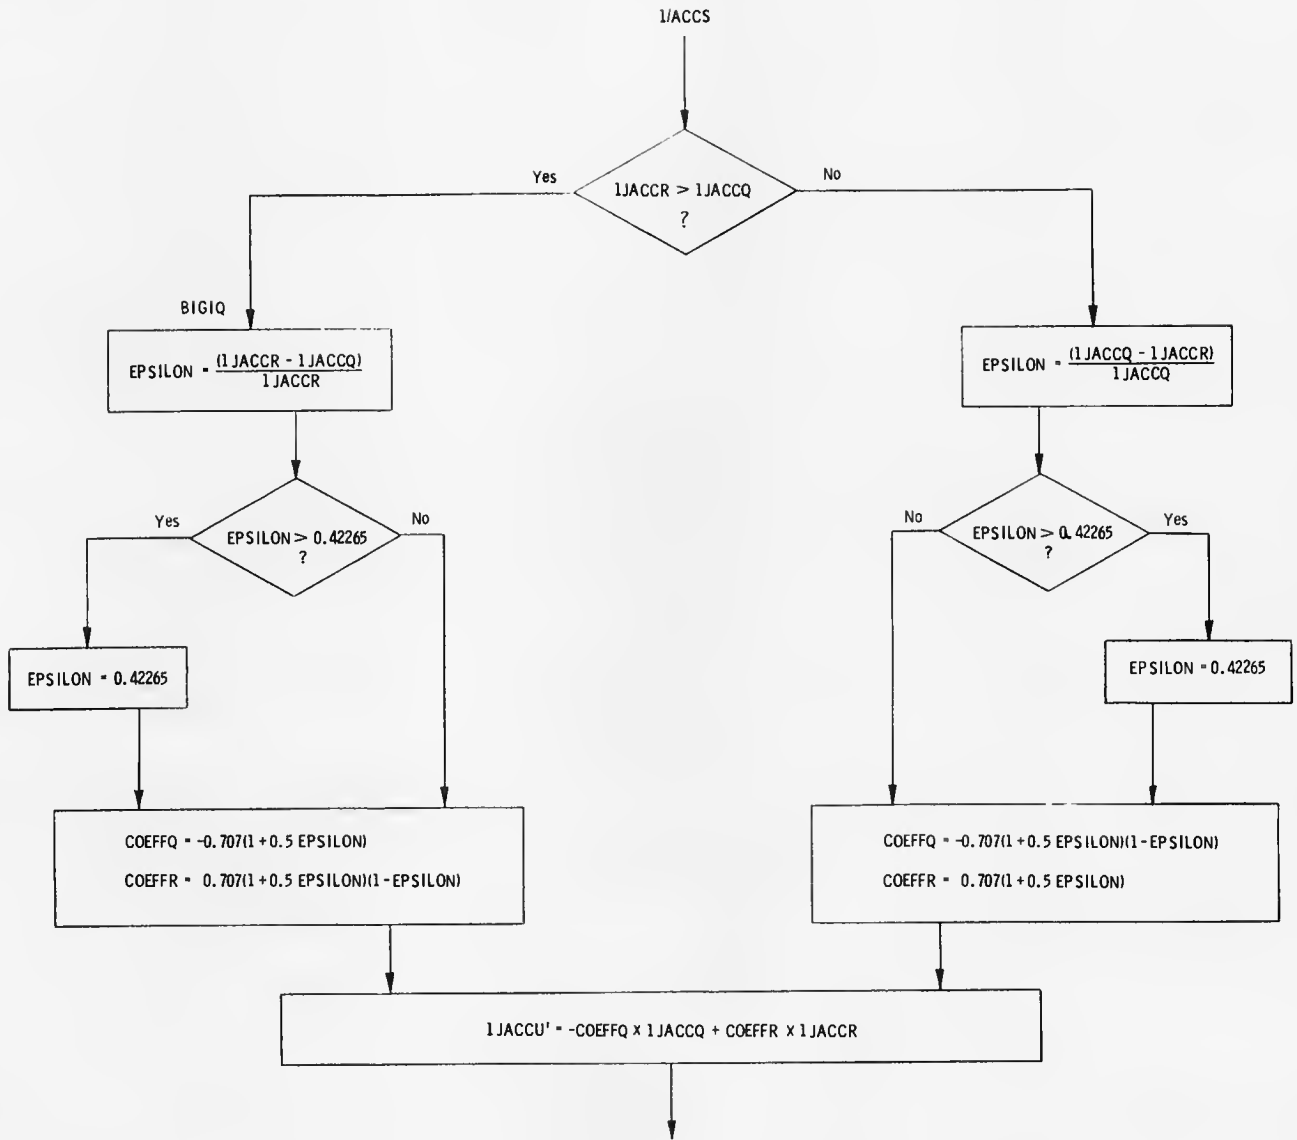 1/ACCS
Yes
1JACCR > 1JACCQ
?
No
BIGIQ
EPSILON = (1JACCR - 1JACCQ)
1JACCR
EPSILON = (1JACCQ - 1JACCR)
1JACCQ
Yes
EPSILON > 0.42265
?
No
No
EPSILON > 0.42265
?
Yes
EPSILON = 0.42265
EPSILON = 0.42265
COEFFQ = -0.707(1 + 0.5 EPSILON)
COEFFR = 0.707(1 + 0.5 EPSILON)(1 - EPSILON)
COEFFQ = -0.707(1 + 0.5 EPSILON)(1 - EPSILON)
COEFFR = 0.707(1 + 0.5 EPSILON)
1JACCU' = -COEFFQ X 1JACCQ + COEFFR X 1JACCR